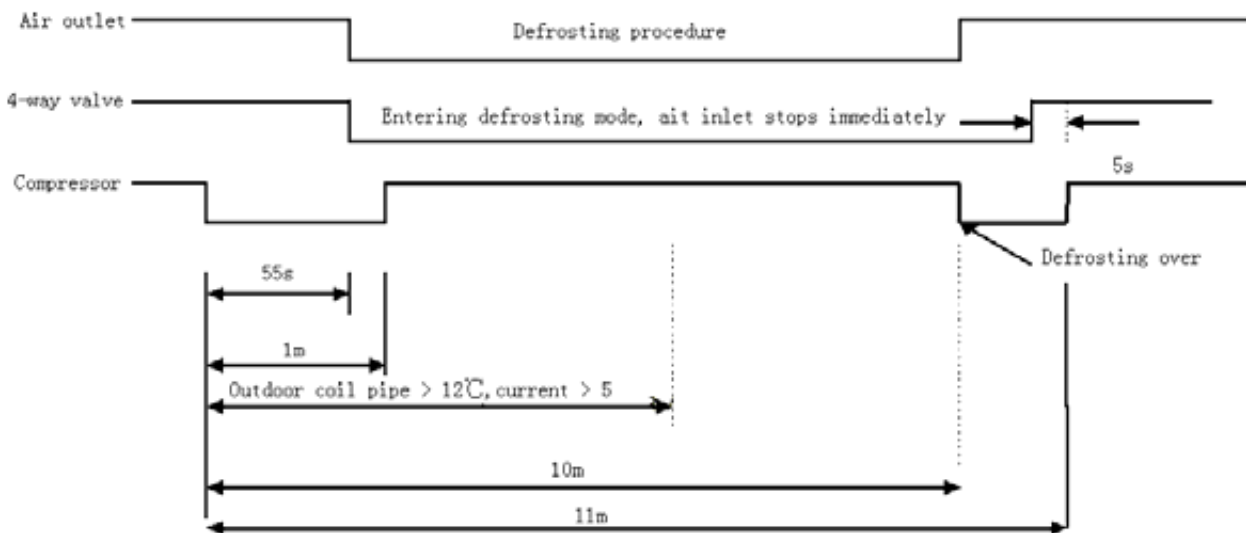 Air outlet
Defrosting procedure
4-way valve
Entering defrosting mode, ait inlet stops immediately
Compressor
5s
Defrosting over
55s
1m
Outdoor coil pipe > 12℃,current > 5
10m
11m